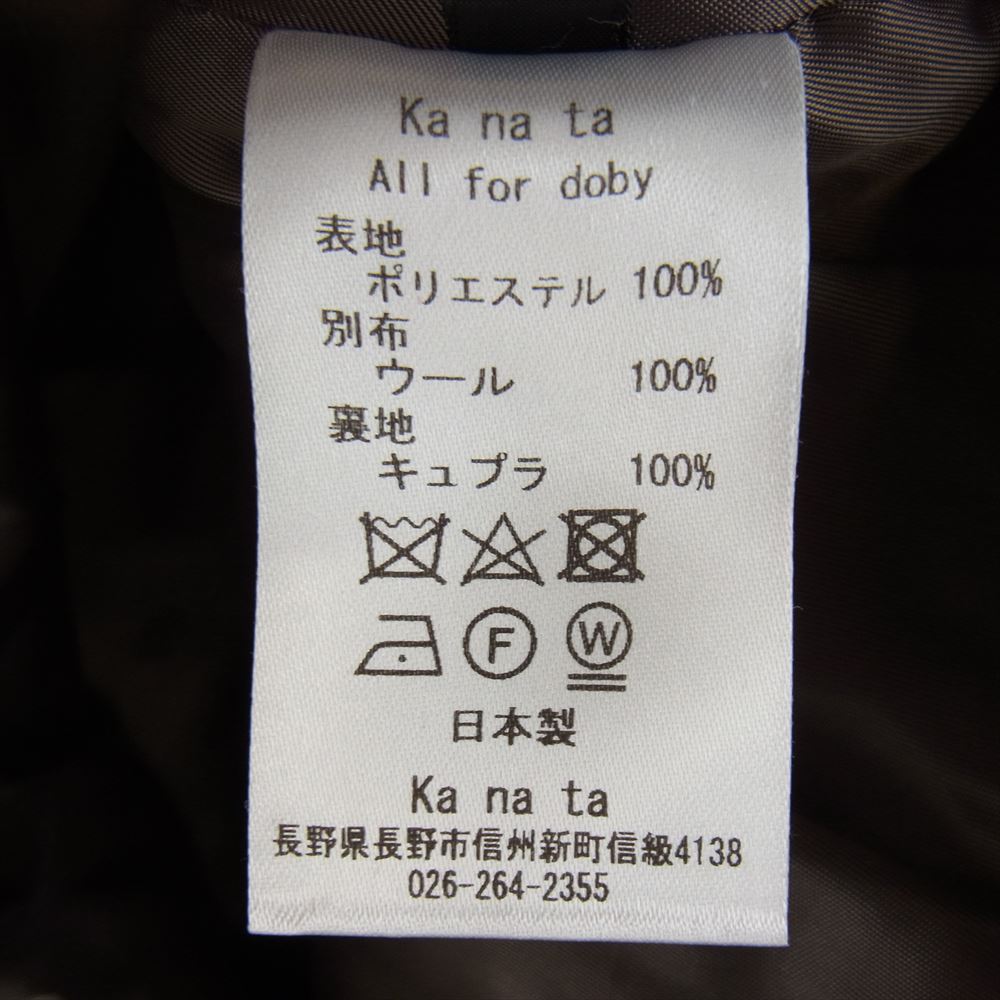 Ka na ta
All for doby
表地
ポリエステル 100%
別布
ウール 100%
裏地
キュプラ 100%
F W
日本製
Ka na ta
長野県長野市信州新町信級4138
026-264-2355